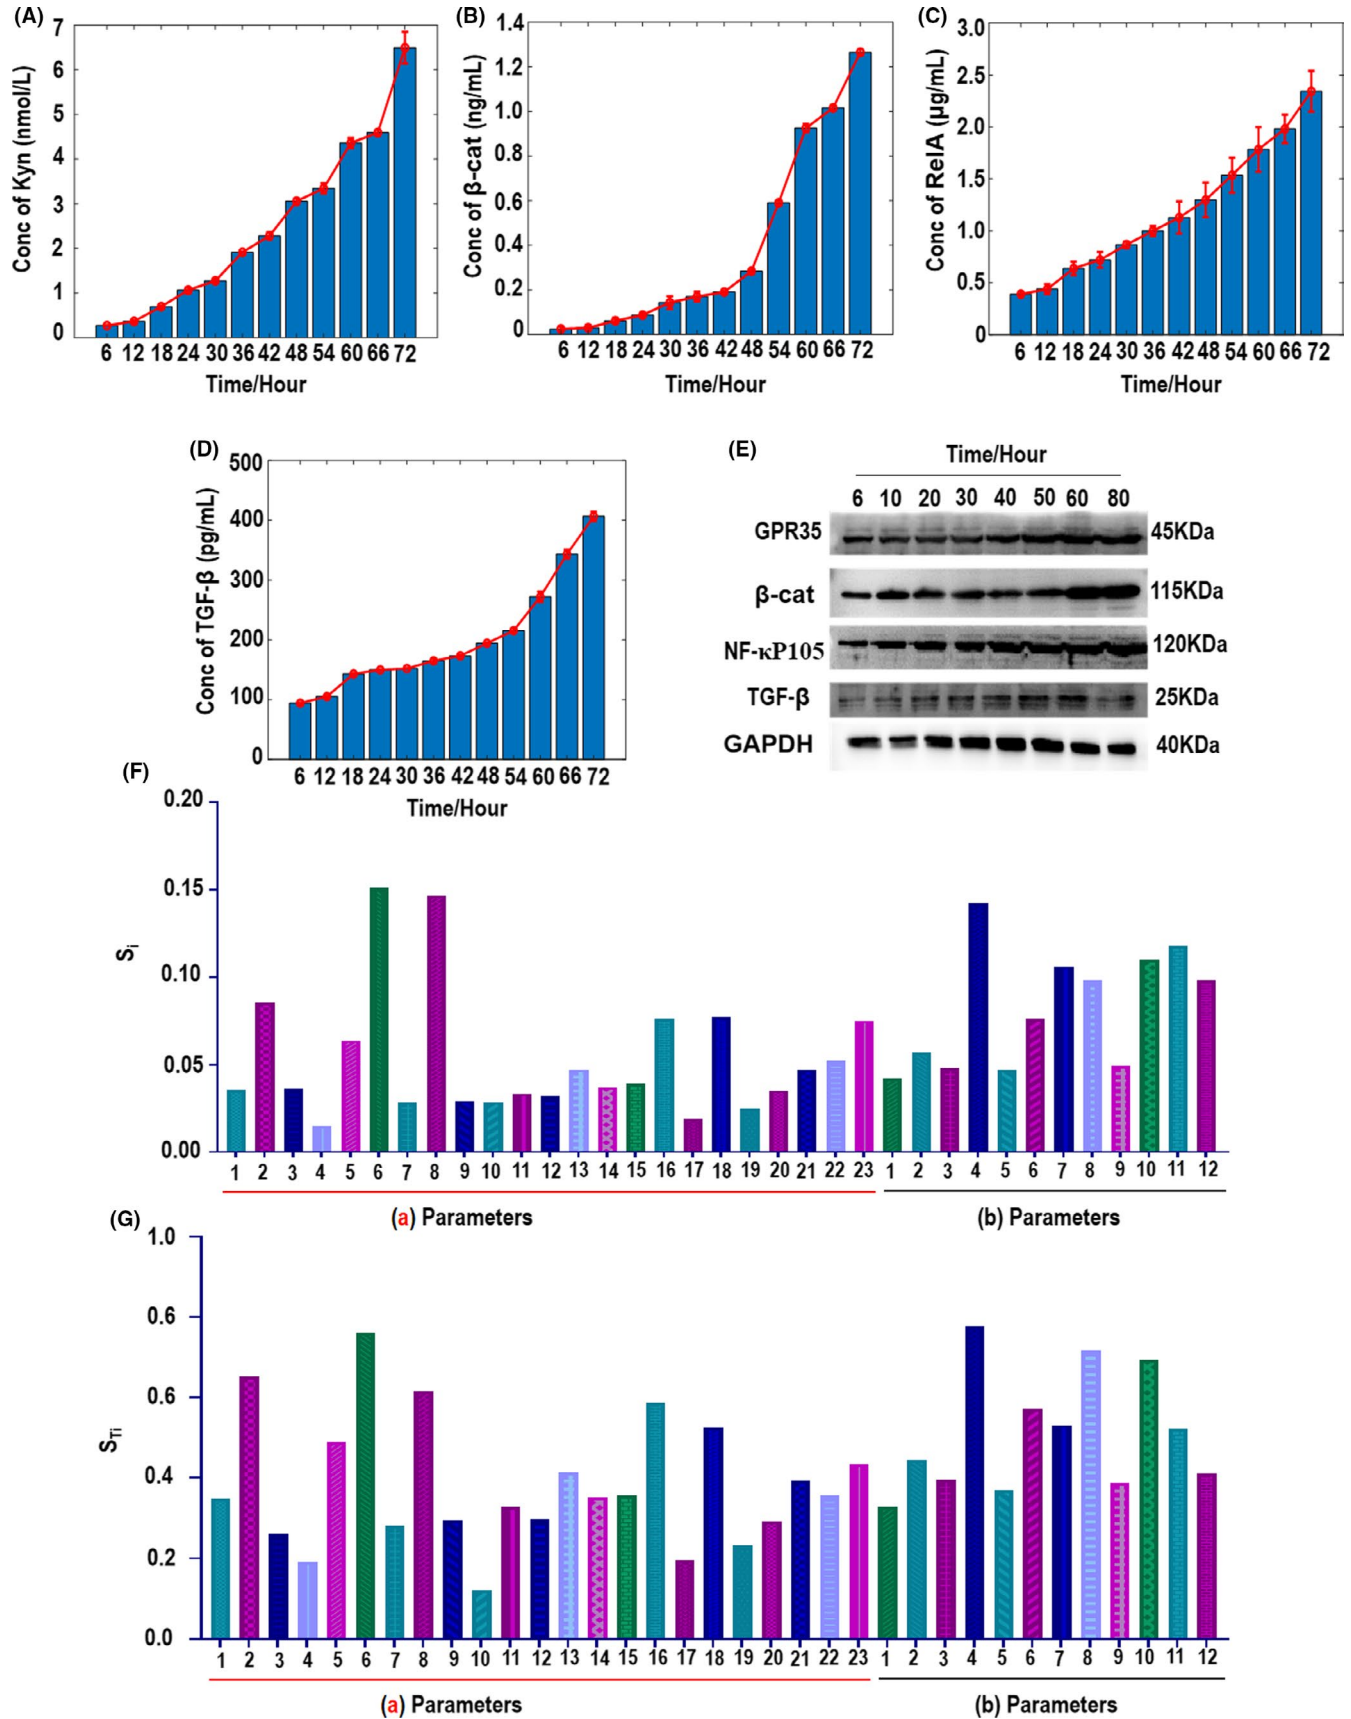 (A)
7
6
5
4
3
2
1
0
Conc of Kyn (nmol/L)
6 12 18 24 30 36 42 48 54 60 66 72
Time/Hour
(B)
1.4
1.2
1.0
0.8
0.6
0.4
0.2
0
Conc of β-cat (ng/mL)
6 12 18 24 30 36 42 48 54 60 66 72
Time/Hour
(C)
3.0
2.5
2.0
1.5
1.0
0.5
0
Conc of RelA (µg/mL)
6 12 18 24 30 36 42 48 54 60 66 72
Time/Hour
(D)
500
400
300
200
100
0
Conc of TGF-β (pg/mL)
6 12 18 24 30 36 42 48 54 60 66 72
Time/Hour
(E)
Time/Hour
6 10 20 30 40 50 60 80
GPR35 45KDa
β-cat 115KDa
NF-κP105 120KDa
TGF-β 25KDa
GAPDH 40KDa
(F)
0.20
0.15
0.10
0.05
0.00
Si
1 2 3 4 5 6 7 8 9 10 11 12 13 14 15 16 17 18 19 20 21 22 23 1 2 3 4 5 6 7 8 9 10 11 12
(a) Parameters (b) Parameters
(G)
1.0
0.6
0.6
0.4
0.2
0.0
STi
1 2 3 4 5 6 7 8 9 10 11 12 13 14 15 16 17 18 19 20 21 22 23 1 2 3 4 5 6 7 8 9 10 11 12
(a) Parameters (b) Parameters